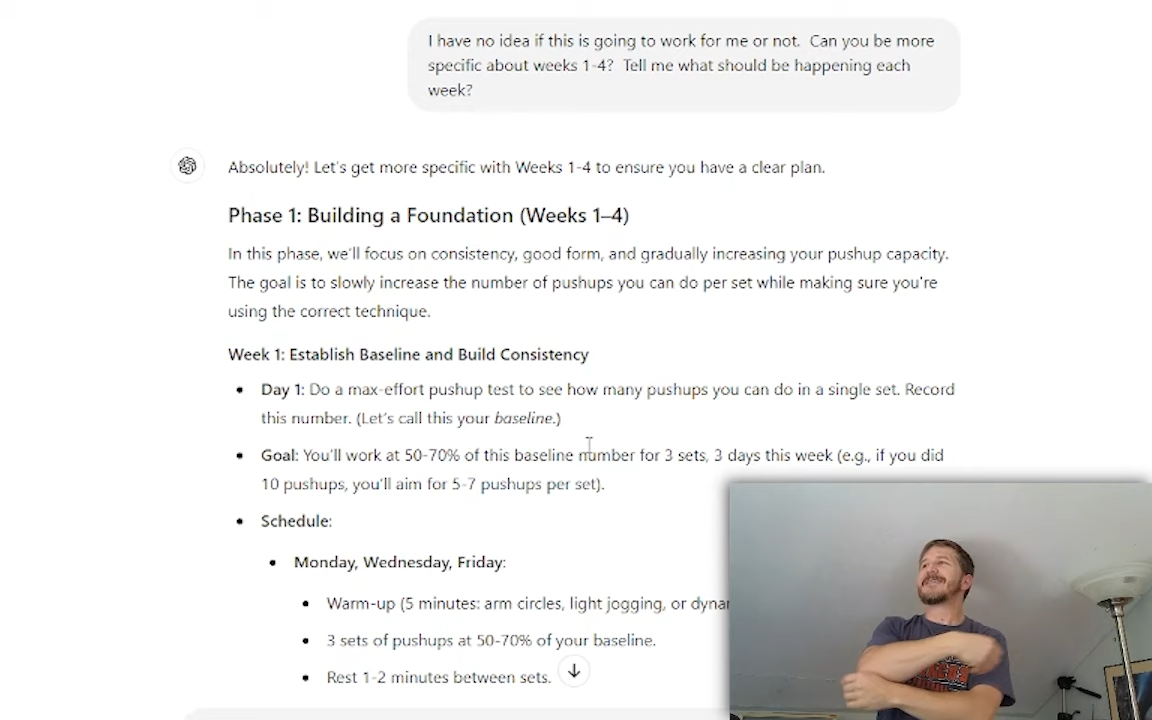 I have no idea if this is going to work for me or not.  Can you be more
specific about weeks 1-4?  Tell me what should be happening each
week?
Absolutely! Let's get more specific with Weeks 1-4 to ensure you have a clear plan.
Phase 1: Building a Foundation (Weeks 1–4)
In this phase, we'll focus on consistency, good form, and gradually increasing your pushup capacity.
The goal is to slowly increase the number of pushups you can do per set while making sure you're
using the correct technique.
Week 1: Establish Baseline and Build Consistency
• Day 1: Do a max-effort pushup test to see how many pushups you can do in a single set. Record
this number. (Let's call this your baseline.)
• Goal: You'll work at 50-70% of this baseline number for 3 sets, 3 days this week (e.g., if you did
10 pushups, you'll aim for 5-7 pushups per set).
• Schedule:
• Monday, Wednesday, Friday:
• Warm-up (5 minutes: arm circles, light jogging, or dynar
• 3 sets of pushups at 50-70% of your baseline.
• Rest 1-2 minutes between sets.